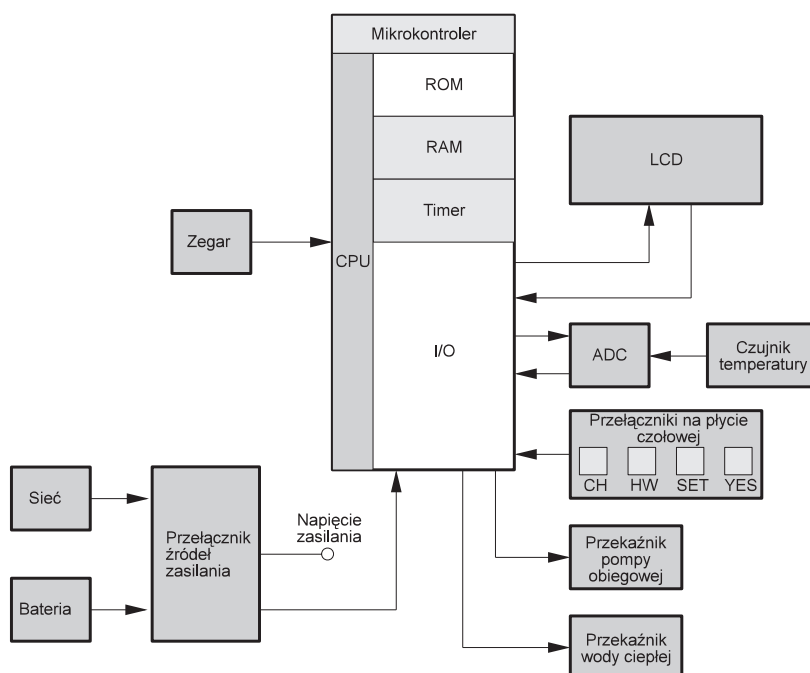 Mikrokontroler
ROM
RAM
LCD
Timer
Zegar
CPU
I/O
ADC
Czujnik
temperatury
Przełączniki na płycie
czołowej
CH HW SET YES
Sieć
Napięcie
zasilania
Przełącznik
źródeł
zasilania
Przekaźnik
pompy
obiegowej
Bateria
Przekaźnik
wody ciepłej